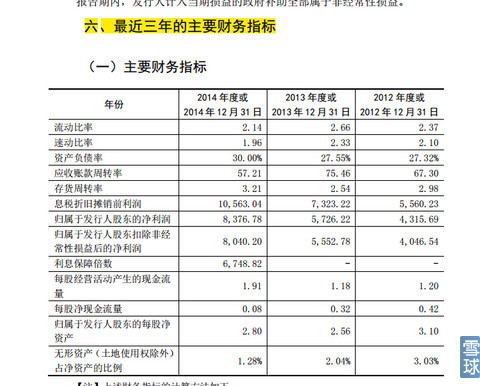 报告期内，发行人计入当期损益的政府补助全部属于非经常性损益。
六、最近三年的主要财务指标
（一）主要财务指标
年份 2014 年度或 2014 年 12 月 31 日 2013 年度或 2013 年 12 月 31 日 2012 年度或 2012 年 12 月 31 日
流动比率 2.14 2.66 2.37
速动比率 1.96 2.33 2.10
资产负债率 30.00% 27.55% 27.32%
应收账款周转率 57.21 75.46 67.30
存货周转率 3.21 2.54 2.98
息税折旧摊销前利润 10,563.04 7,323.22 5,560.23
归属于发行人股东的净利润 8,376.78 5,726.22 4,315.69
归属于发行人股东扣除非经常性损益后的净利润 8,040.20 5,552.78 4,046.54
利息保障倍数 6,748.82 - -
每股经营活动产生的现金流量 1.91 1.18 1.20
每股净现金流量 0.08 0.32 0.42
归属于发行人股东的每股净资产 2.80 2.56 3.10
无形资产（土地使用权除外）占净资产的比例 1.28% 2.04% 3.03%
【注】上述财务指标的计算方法如下
雪球